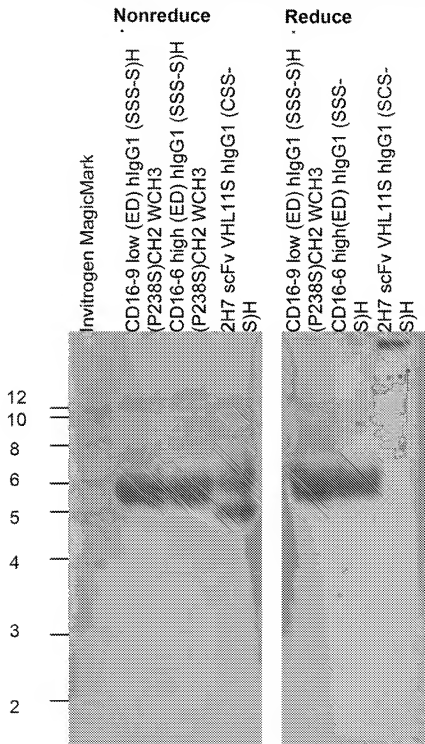 Nonreduce
Reduce
Invitrogen MagicMark
CD16-9 low (ED) hIgG1 (SSS-S)H
(P238S)CH2 WCH3
CD16-6 high (ED) hIgG1 (SSS-S)H
(P238S)CH2 WCH3
2H7 scFv VHL11S hIgG1 (CSS-
S)H
CD16-9 low (ED) hIgG1 (SSS-S)H
(P238S)CH2 WCH3
CD16-6 high(ED) hIgG1 (SSS-
S)H
2H7 scFv VHL11S hIgG1 (SCS-
S)H
12
10
8
6
5
4
3
2